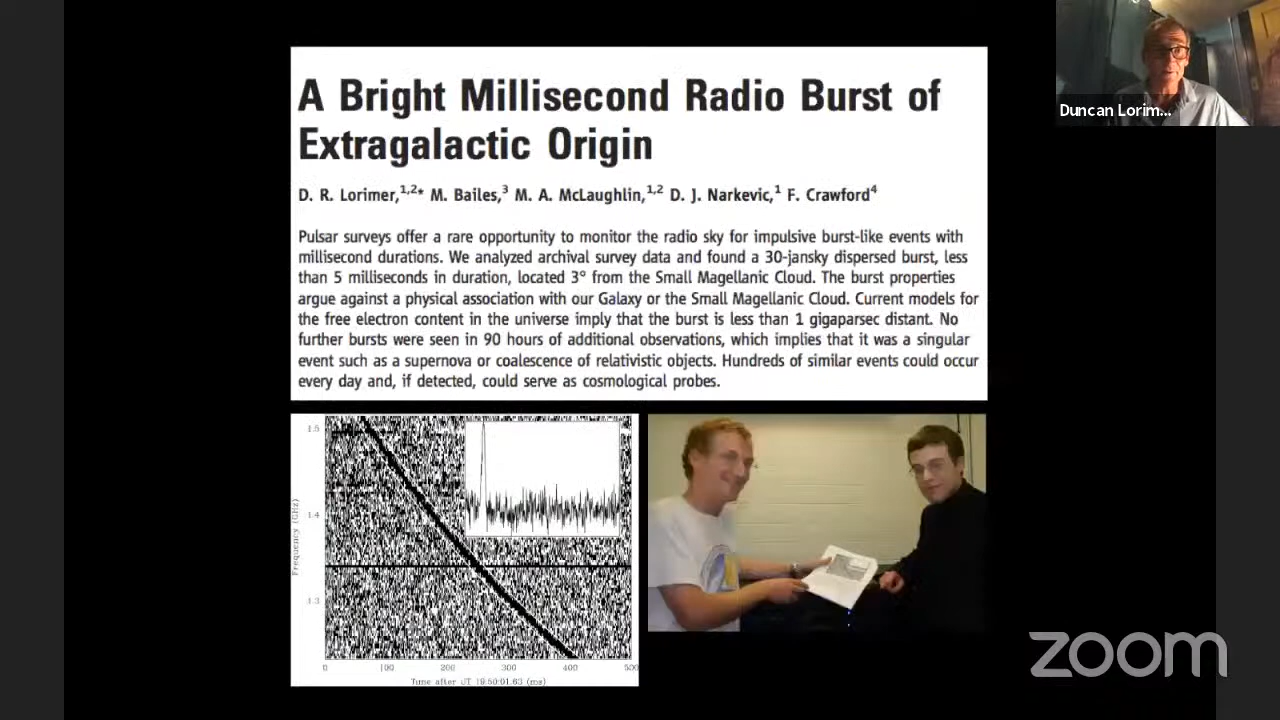 Duncan Lorim...
A Bright Millisecond Radio Burst of
Extragalactic Origin
D. R. Lorimer,1,2* M. Bailes,3 M. A. McLaughlin,1,2 D. J. Narkevic,1 F. Crawford4
Pulsar surveys offer a rare opportunity to monitor the radio sky for impulsive burst-like events with
millisecond durations. We analyzed archival survey data and found a 30-jansky dispersed burst, less
than 5 milliseconds in duration, located 3° from the Small Magellanic Cloud. The burst properties
argue against a physical association with our Galaxy or the Small Magellanic Cloud. Current models for
the free electron content in the universe imply that the burst is less than 1 gigaparsec distant. No
further bursts were seen in 90 hours of additional observations, which implies that it was a singular
event such as a supernova or coalescence of relativistic objects. Hundreds of similar events could occur
every day and, if detected, could serve as cosmological probes.
1.5
1.4
1.3
Frequency (GHz)
0 100 200 300 400 500
Time after UT 19:50:01.63 (ms)
zoom